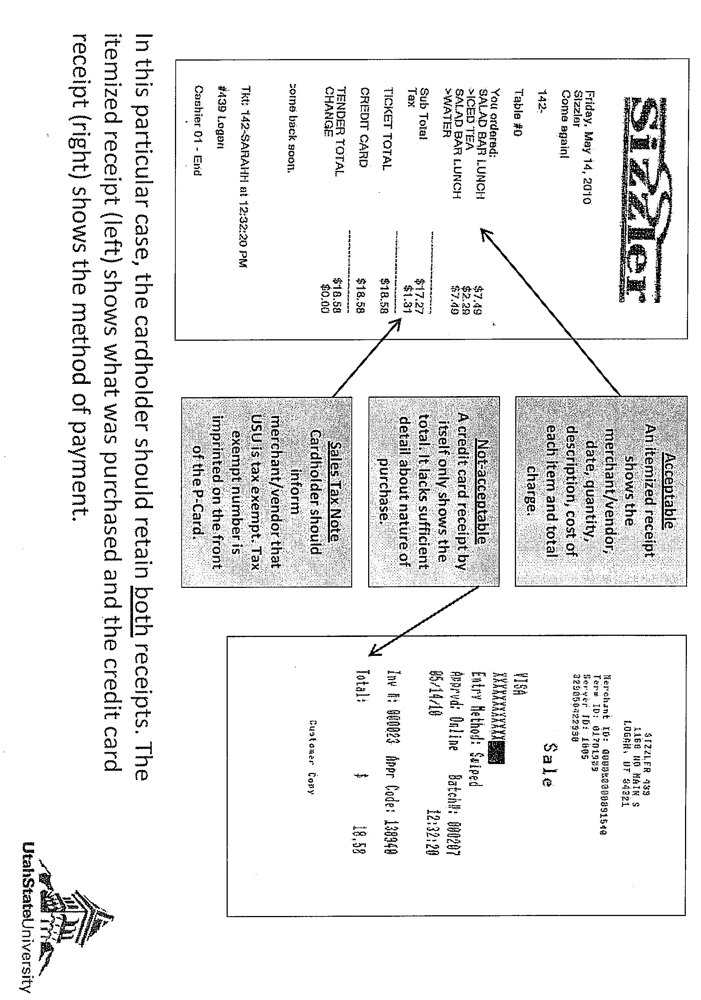 Sizzler
Friday, May 14, 2010
Sizzler
Come again!
142-
Table #0
You ordered:
SALAD BAR LUNCH $7.49
>ICED TEA $2.29
SALAD BAR LUNCH $7.49
>WATER
Sub Total $17.27
Tax $1.31
TICKET TOTAL $18.58
CREDIT CARD $18.58
TENDER TOTAL $18.58
CHANGE $0.00
come back soon.
Tkt: 142-SARAHH at 12:32:20 PM
#439 Logan
Cashier 01 - End
Acceptable
An itemized receipt
shows the
merchant/vendor,
date, quantity,
description, cost of
each item and total
charge.
Not-acceptable
A credit card receipt by
itself only shows the
total. It lacks sufficient
detail about nature of
purchase.
Sales Tax Note
Cardholder should
inform
merchant/vendor that
USU is tax exempt. Tax
exempt number is
imprinted on the front
of the P-Card.
SIZZLER 439
NO MAIN S
LOGAN, UT 84321
Merchant ID:
Term ID:
Server ID:
Sale
VISA
XXXXXXXXXXXX
Entry Method: Swiped
Apprvd: Online Batch#: 000207
05/14/10 12:32:20
Inv #: 000023 Appr Code: 138940
Total: $ 18.58
Customer Copy
In this particular case, the cardholder should retain both receipts. The
itemized receipt (left) shows what was purchased and the credit card
receipt (right) shows the method of payment.
UtahStateUniversity